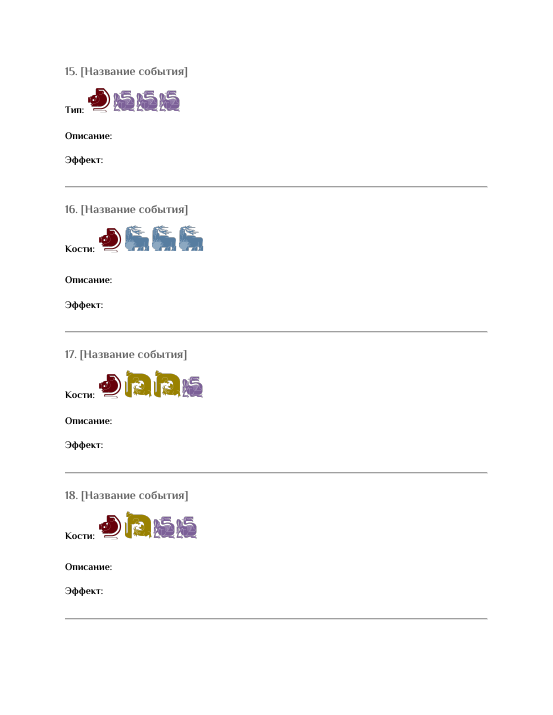 15. [Название события]
Тип:
Описание:
Эффект:
16. [Название события]
Кости:
Описание:
Эффект:
17. [Название события]
Кости:
Описание:
Эффект:
18. [Название события]
Кости:
Описание:
Эффект: